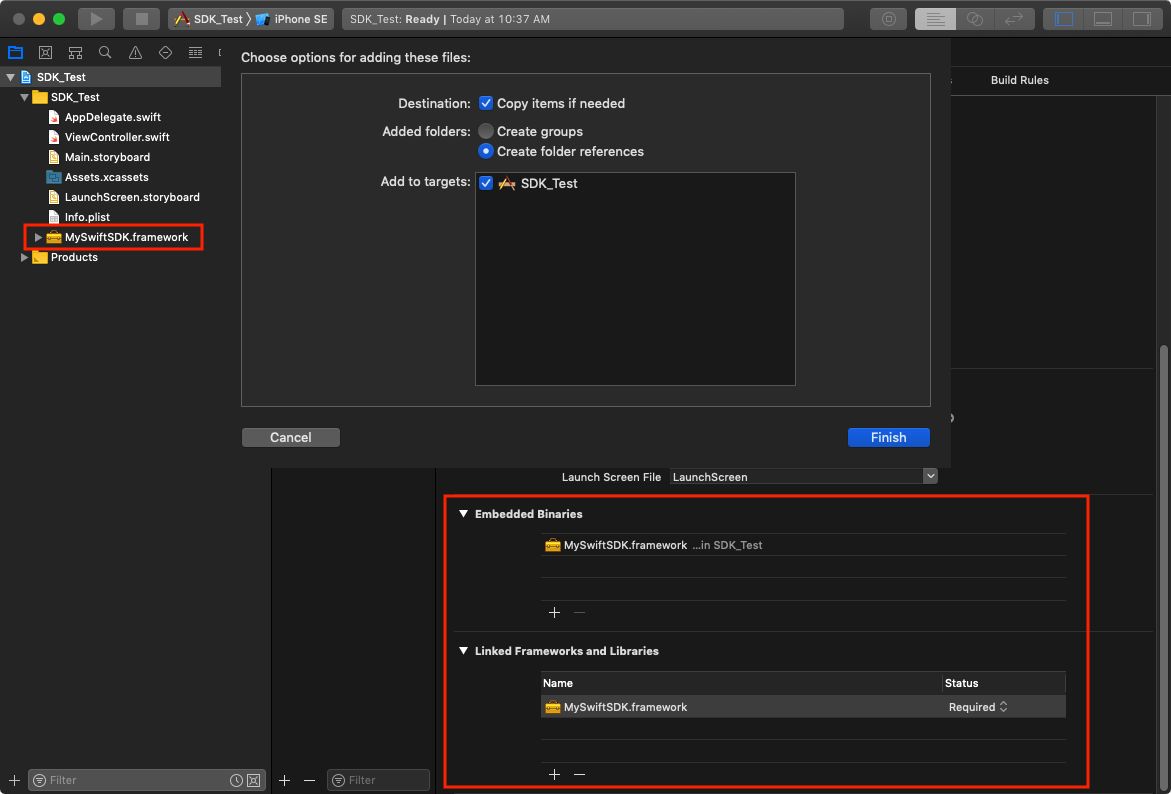 SDK_Test
iPhone SE
SDK_Test: Ready | Today at 10:37 AM
SDK_Test
SDK_Test
AppDelegate.swift
ViewController.swift
Main.storyboard
Assets.xcassets
LaunchScreen.storyboard
Info.plist
MySwiftSDK.framework
Products
Filter
Choose options for adding these files:
Destination: Copy items if needed
Added folders: Create groups
Create folder references
Add to targets: SDK_Test
Cancel
Finish
Build Rules
Launch Screen File LaunchScreen
Embedded Binaries
MySwiftSDK.framework ...in SDK_Test
Linked Frameworks and Libraries
Name Status
MySwiftSDK.framework Required
Filter